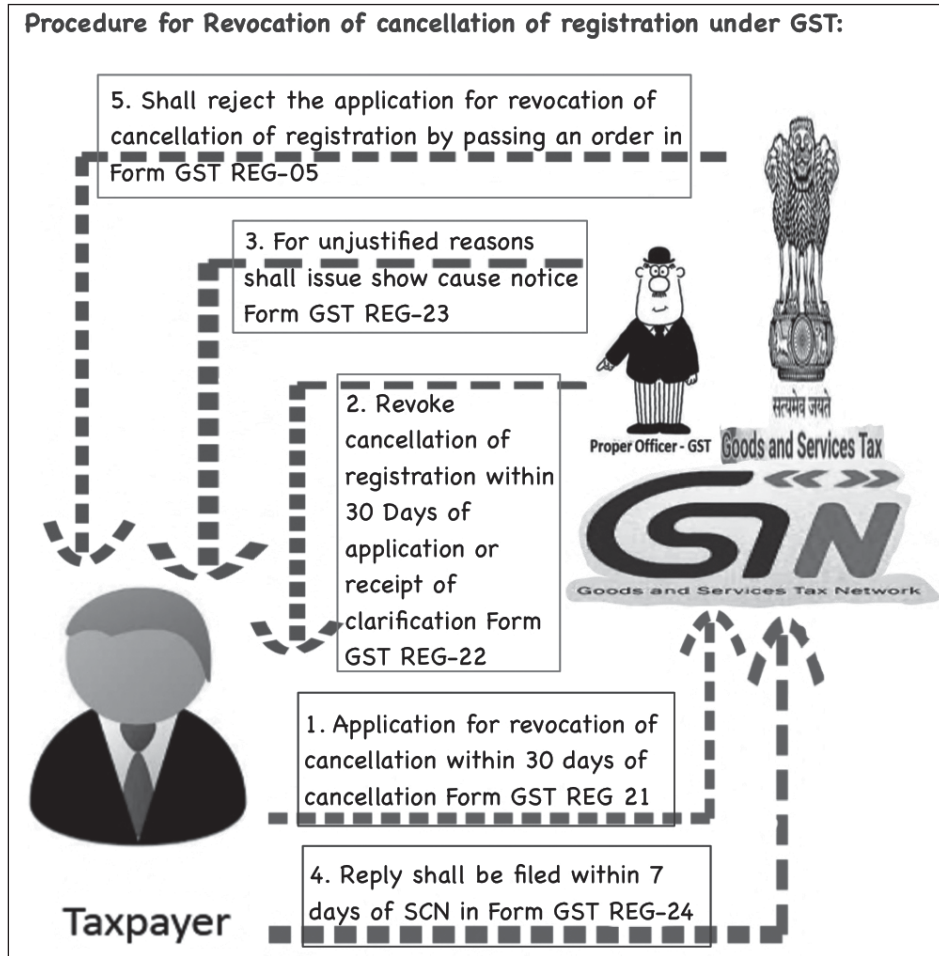 Procedure for Revocation of cancellation of registration under GST:
5. Shall reject the application for revocation of
cancellation of registration by passing an order in
Form GST REG-05
3. For unjustified reasons
shall issue show cause notice
Form GST REG-23
2. Revoke
cancellation of
registration within
30 Days of
application or
receipt of
clarification Form
GST REG-22
सत्यमेव जयते
Proper Officer - GST
Goods and Services Tax
GSTN
Goods and Services Tax Network
1. Application for revocation of
cancellation within 30 days of
cancellation Form GST REG 21
4. Reply shall be filed within 7
days of SCN in Form GST REG-24
Taxpayer